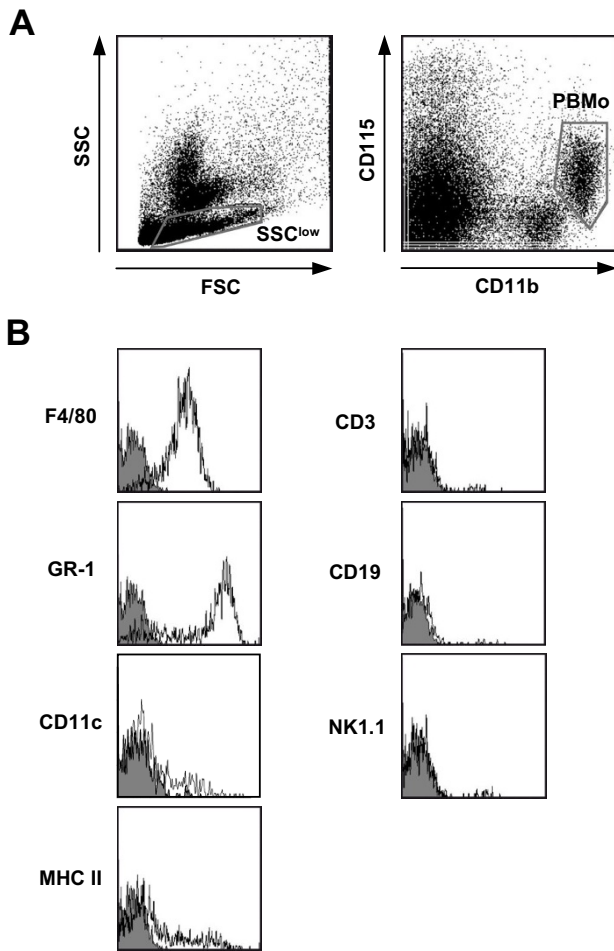 A
SSC
SSClow
FSC
CD115
PBMo
CD11b
B
F4/80
GR-1
CD11c
MHC II
CD3
CD19
NK1.1